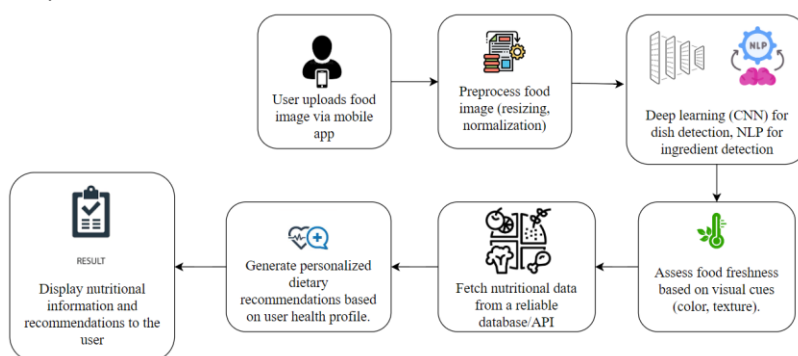 User uploads food
image via mobile
app
Preprocess food
image (resizing,
normalization)
NLP
Deep learning (CNN) for
dish detection, NLP for
ingredient detection
Assess food freshness
based on visual cues
(color, texture).
Fetch nutritional data
from a reliable
database/API
Generate personalized
dietary
recommendations based
on user health profile.
RESULT
Display nutritional
information and
recommendations to the
user